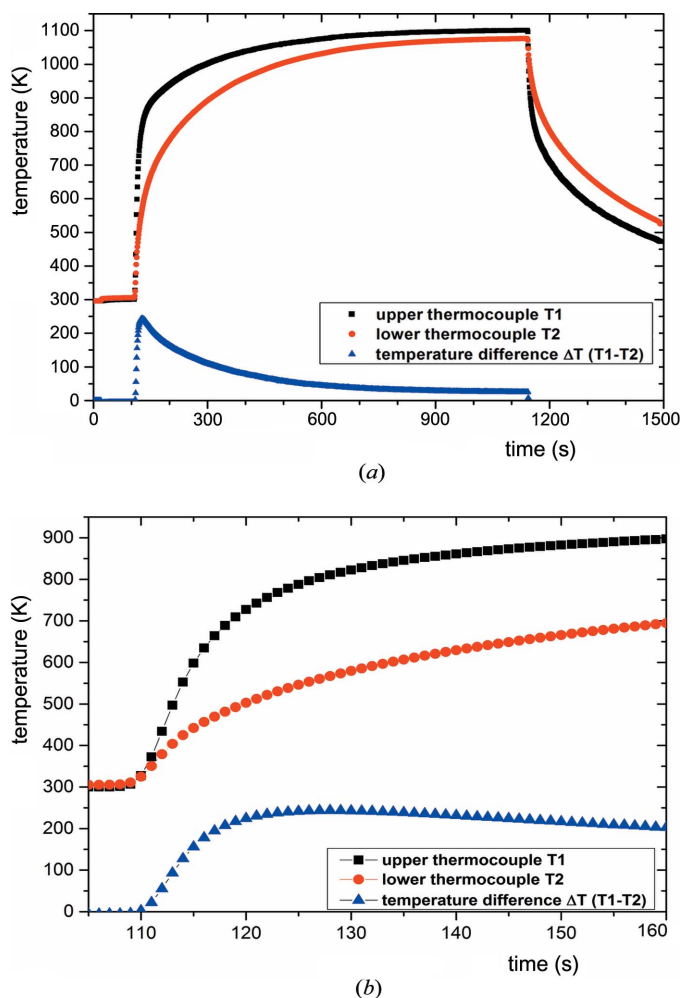 1100
1000
900
800
700
600
500
400
300
200
100
0
temperature (K)
upper thermocouple T1
lower thermocouple T2
temperature difference ΔT (T1-T2)
0 300 600 900 1200 1500
time (s)
(a)
900
800
700
600
500
400
300
200
100
0
temperature (K)
upper thermocouple T1
lower thermocouple T2
temperature difference ΔT (T1-T2)
110 120 130 140 150 160
time (s)
(b)